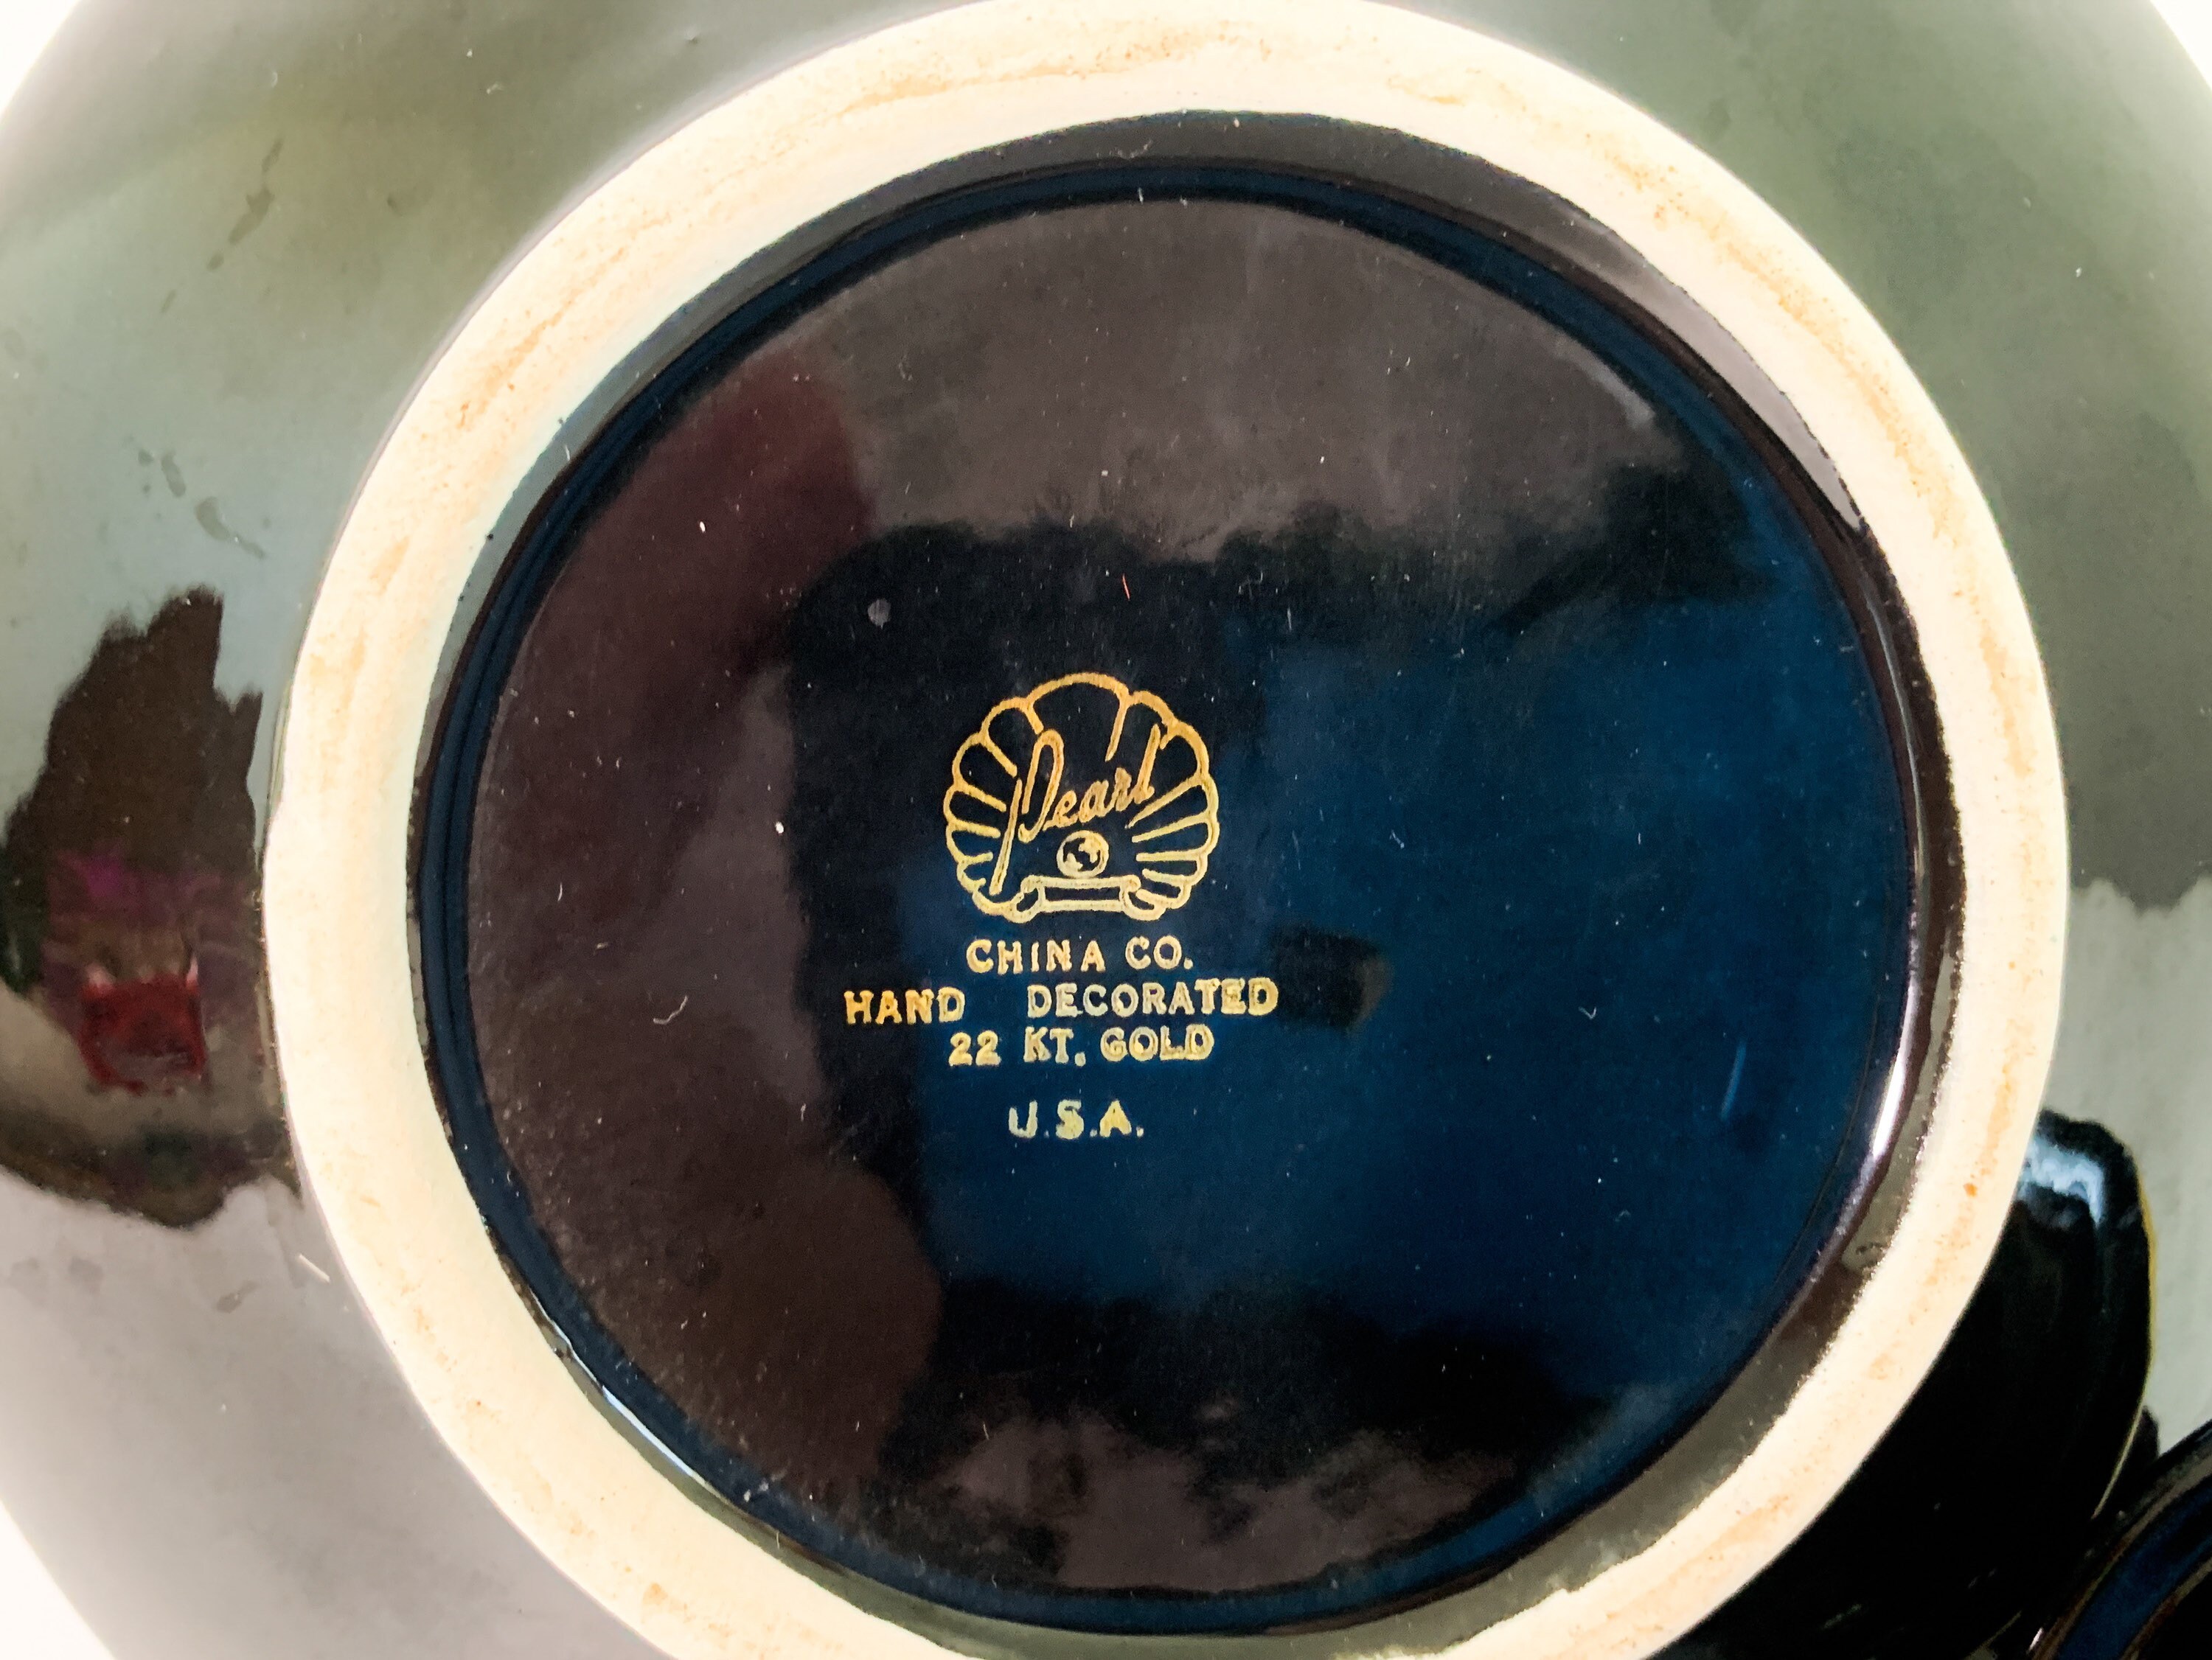 Pearl
CHINA CO.
HAND DECORATED
22 KT. GOLD
U.S.A.